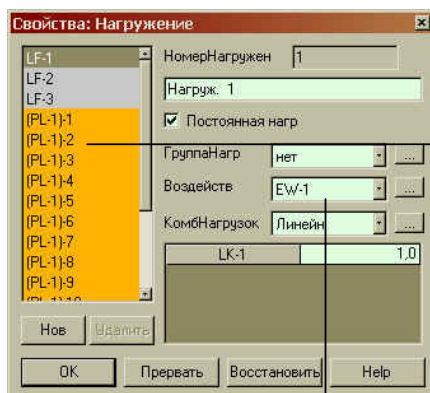 Свойства: Нагружение
LF-1
LF-2
LF-3
(PL-1)-1
(PL-1)-2
(PL-1)-3
(PL-1)-4
(PL-1)-5
(PL-1)-6
(PL-1)-7
(PL-1)-8
(PL-1)-9
(PL-1)-10
НомерНагружен 1
Нагруж. 1
Постоянная нагр
ГруппаНагр нет ...
Воздейств EW-1 ...
КомбНагрузок Линейн ...
LK-1 1,0
Нов Удалить
OK Прервать Восстановить Help